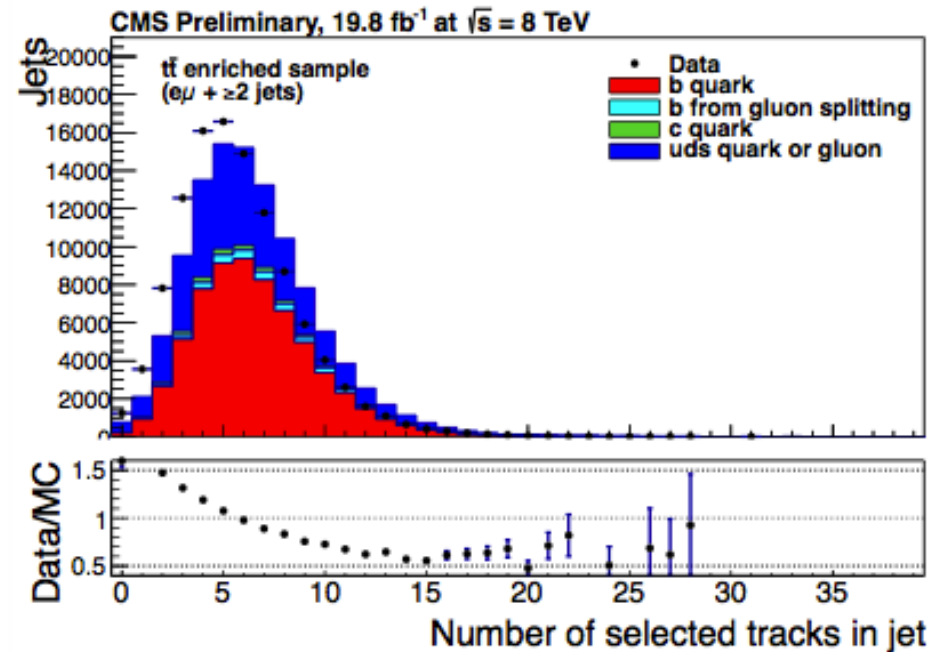 CMS Preliminary, 19.8 fb⁻¹ at √s = 8 TeV
Jets
20000
18000
16000
14000
12000
10000
8000
6000
4000
2000
0
tt̄ enriched sample
(eμ + ≥2 jets)
Data
b quark
b from gluon splitting
c quark
uds quark or gluon
Data/MC
1.5
1
0.5
0 5 10 15 20 25 30 35
Number of selected tracks in jet